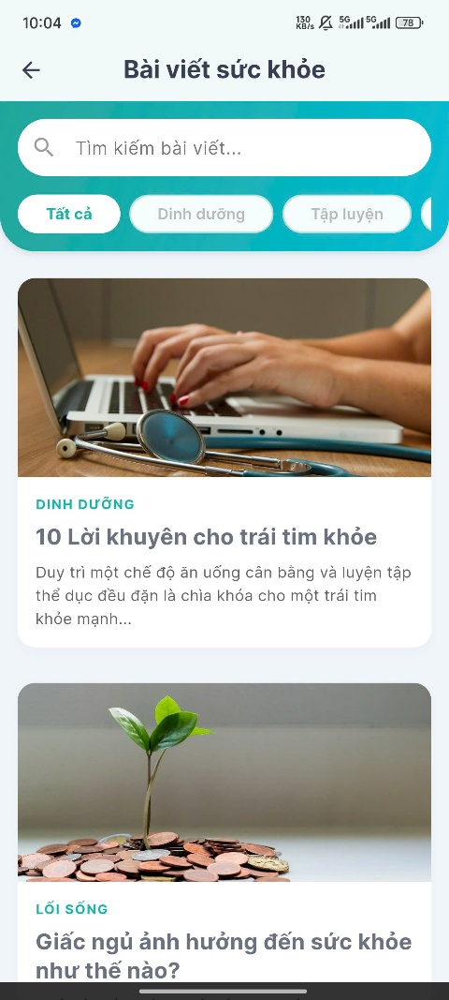 10:04
130 KB/s 5G 5G 78
Bài viết sức khỏe
Tìm kiếm bài viết...
Tất cả
Dinh dưỡng
Tập luyện
DINH DƯỠNG
10 Lời khuyên cho trái tim khỏe
Duy trì một chế độ ăn uống cân bằng và luyện tập
thể dục đều đặn là chìa khóa cho một trái tim
khỏe mạnh...
LỐI SỐNG
Giấc ngủ ảnh hưởng đến sức khỏe
như thế nào?